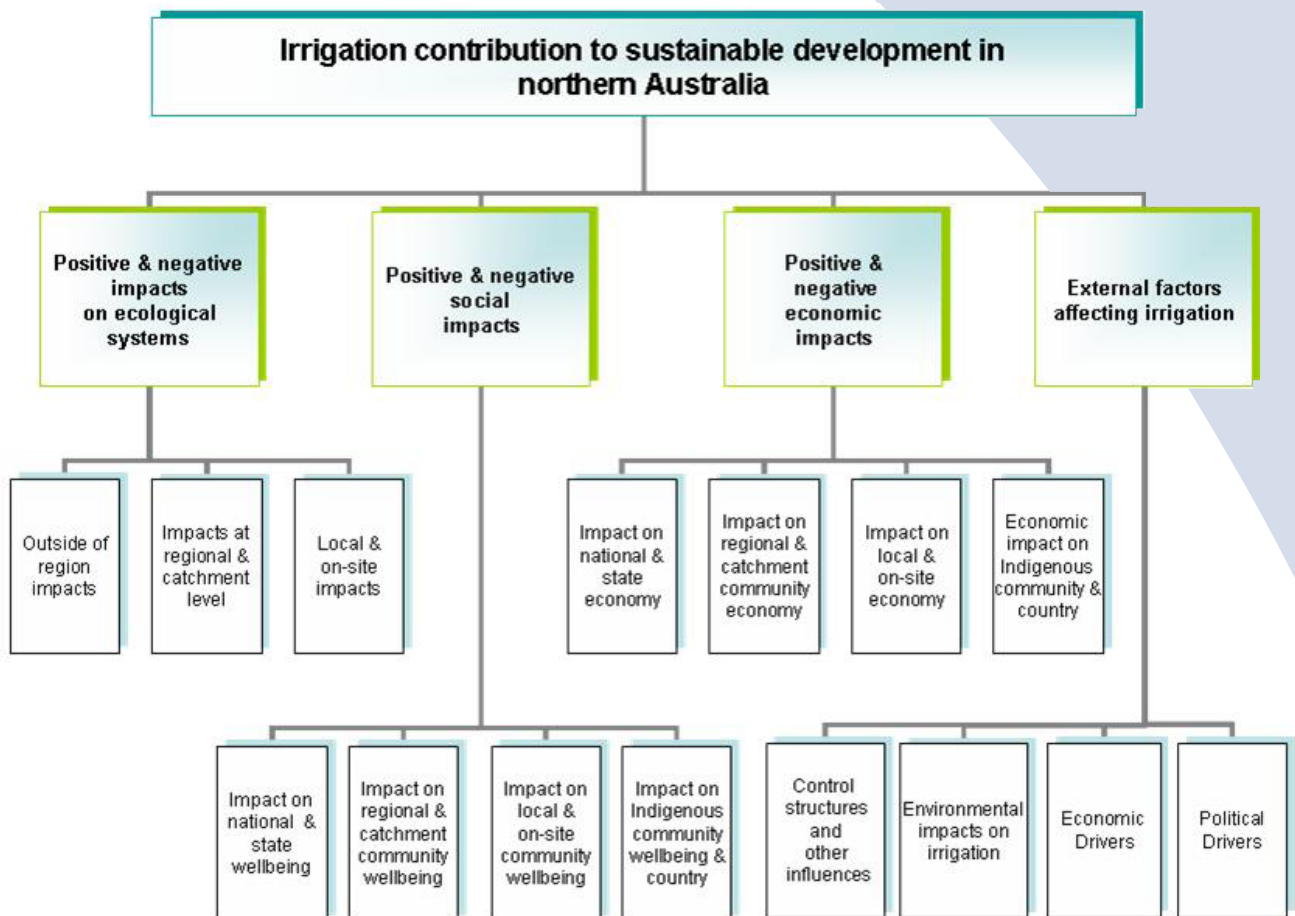 Irrigation contribution to sustainable development in
northern Australia
Positive & negative
impacts
on ecological
systems
Positive & negative
social
impacts
Positive &
negative
economic
impacts
External factors
affecting irrigation
Outside of
region
impacts
Impacts at
regional &
catchment
level
Local &
on-site
impacts
Impact on
national &
state
economy
Impact on
regional &
catchment
community
economy
Impact on
local &
on-site
economy
Economic
impact on
Indigenous
community &
country
Impact on
national &
state
wellbeing
Impact on
regional &
catchment
community
wellbeing
Impact on
local &
on-site
community
wellbeing
Impact on
Indigenous
community
wellbeing &
country
Control
structures
and
other
influences
Environmental
impacts on
irrigation
Economic
Drivers
Political
Drivers